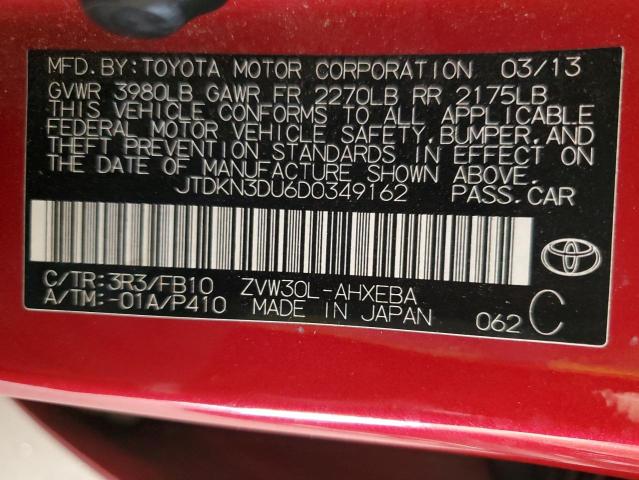 MFD. BY: TOYOTA MOTOR CORPORATION 03/13
GVWR 3980LB GAWR FR 2270LB RR 2175LB
THIS VEHICLE CONFORMS TO ALL APPLICABLE
FEDERAL MOTOR VEHICLE SAFETY, BUMPER, AND
THEFT PREVENTION STANDARDS IN EFFECT ON
THE DATE OF MANUFACTURE SHOWN ABOVE.
JTDKN3DU6D0349162 PASS. CAR
C/TR: 3R3/FB10 ZVW30L-AHXEBA
A/TM: -01A/P410 MADE IN JAPAN 062 C